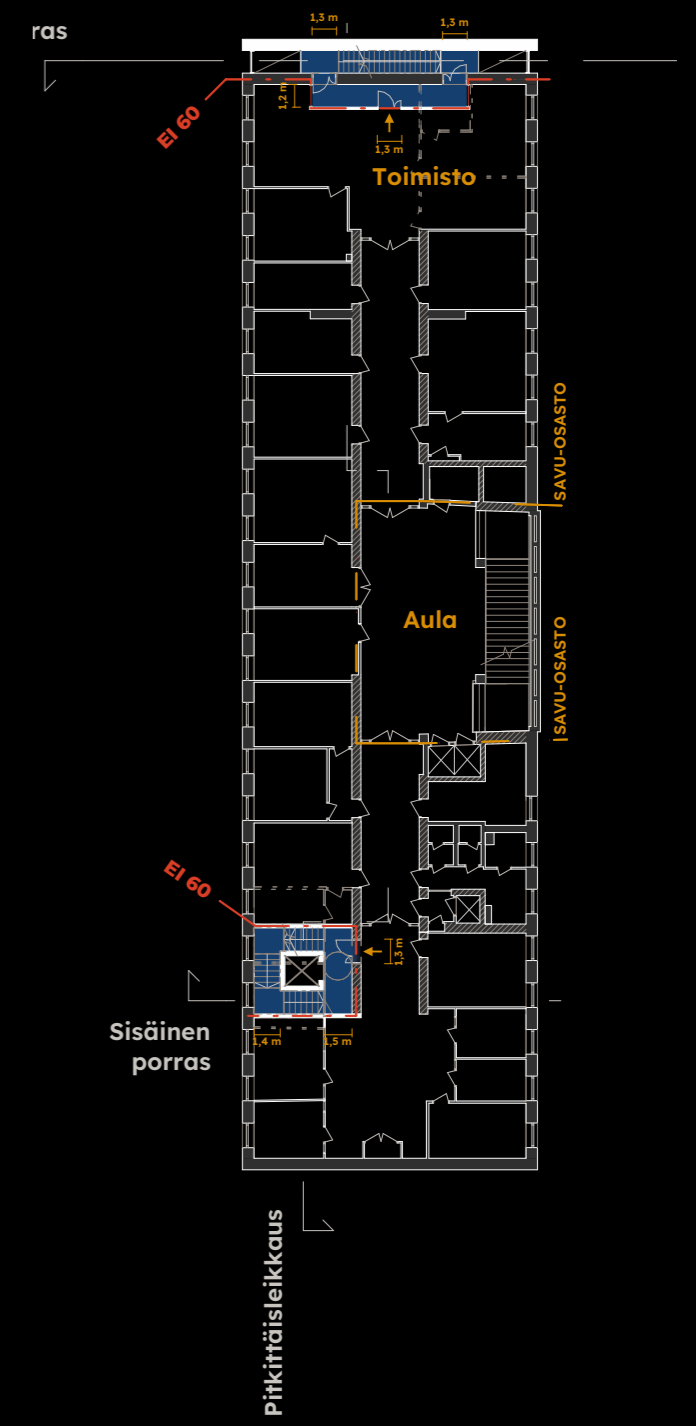 1,3 m
1,3 m
ras
1,2 m
EI 60
1,3 m
Toimisto
SAVU-OSASTO
Aula
SAVU-OSASTO
EI 60
1,3 m
Sisäinen
porras
1,4 m
1,5 m
Pitkittäisleikkaus